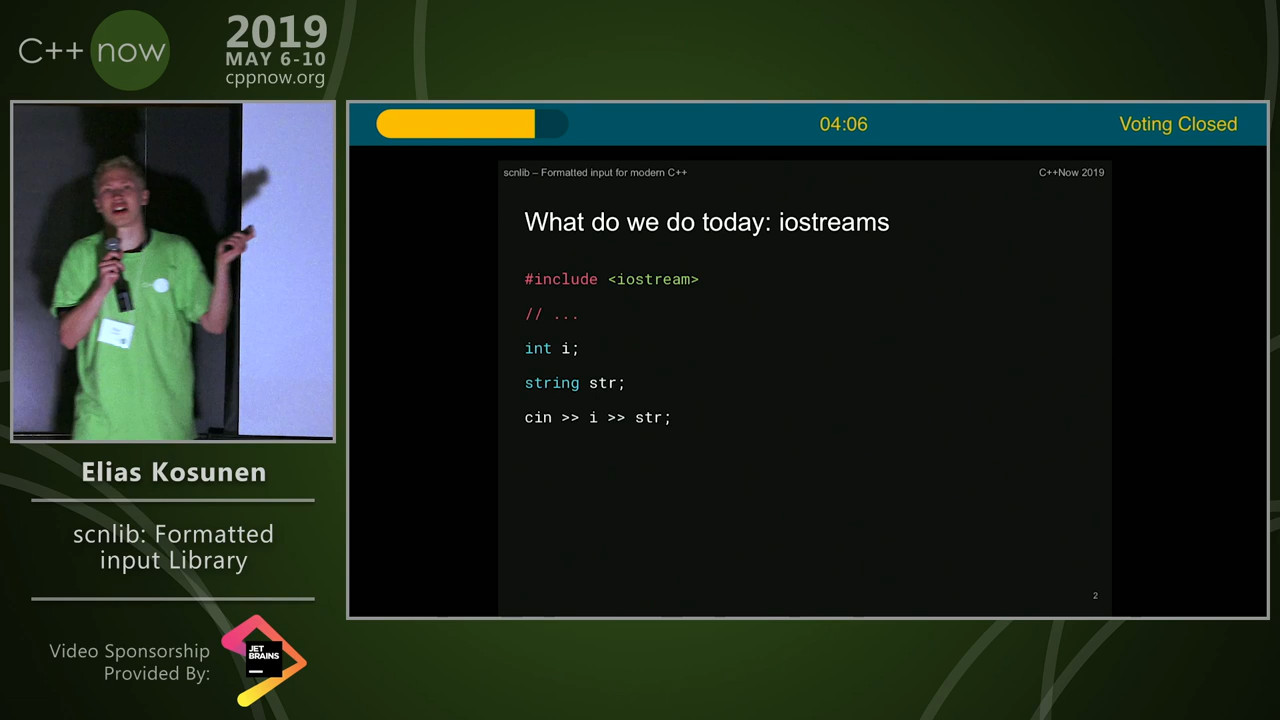 C++ now
2019
MAY 6-10
cppnow.org
04:06
Voting Closed
scnlib – Formatted input for modern C++
C++Now 2019
What do we do today: iostreams
#include <iostream>
// ...
int i;
string str;
cin >> i >> str;
2
Elias Kosunen
scnlib: Formatted
input Library
Video Sponsorship
Provided By:
JET
BRAINS